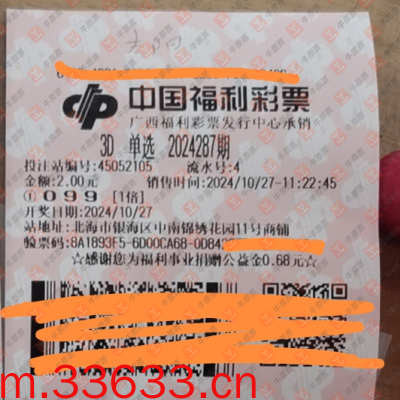 中国福利彩票
广西福利彩票发行中心承销
3D 单选 2024287期
投注站编号:45052105 流水号:4
金额:2.00元 销售时间:2024/10/27-11:22:45
① 099 [1倍]
开奖日期:2024/10/27
站地址:北海市银海区中南锦绣花园11号商铺
验票码:8A1893F5-6D00CA68-0D84
☆感谢您为福利事业捐赠公益金0.68元☆
m.33633.cn